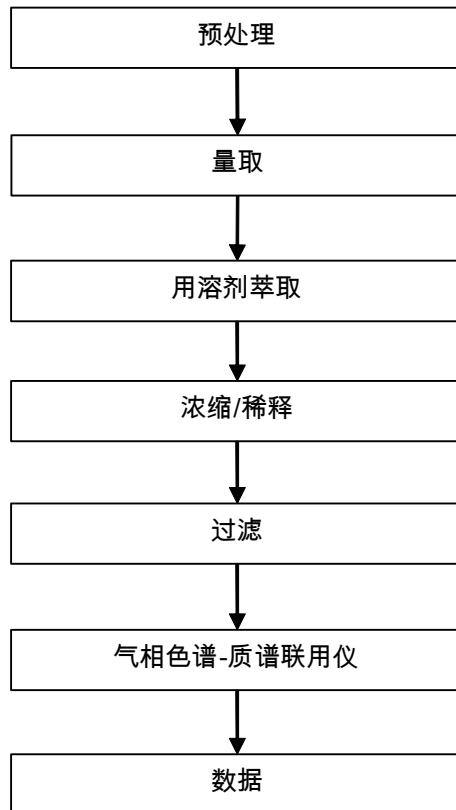 预处理
量取
用溶剂萃取
浓缩/稀释
过滤
气相色谱-质谱联用仪
数据